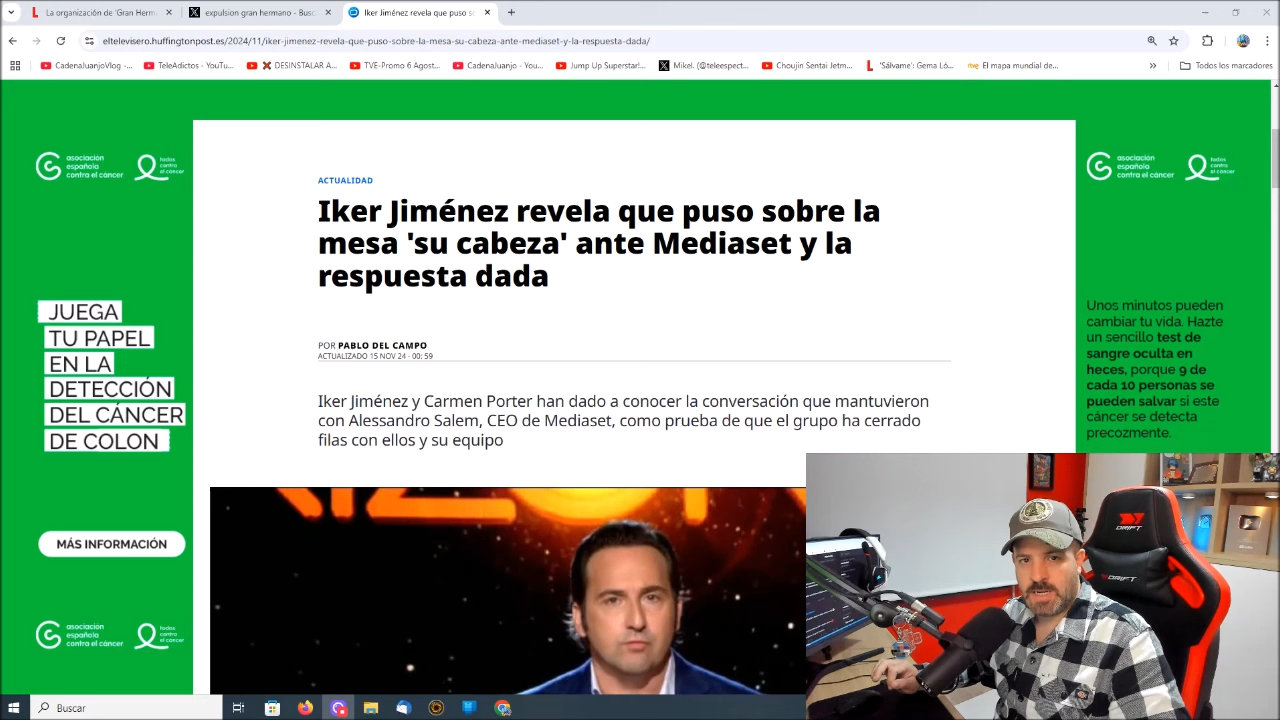 La organización de 'Gran Herm
expulsion gran hermano - Busc
Iker Jiménez revela que puso so
eltelevisero.huffingtonpost.es/2024/11/iker-jimenez-revela-que-puso-sobre-la-mesa-su-cabeza-ante-mediaset-y-la-respuesta-dada/
CadenaJuanjoVlog -...
TeleAdictos - YouTu...
DESINSTALAR A...
TVE-Promo 6 Agost...
CadenaJuanjo - You...
Jump Up Superstar!...
Mikel. (@teleespect...
Choujin Sentai Jetm...
'Sálvame': Gema Ló...
El mapa mundial de...
Todos los marcadores
asociación
española
contra el cáncer
todos
contra
el cáncer
JUEGA
TU PAPEL
EN LA
DETECCIÓN
DEL CÁNCER
DE COLON
MÁS INFORMACIÓN
asociación
española
contra el cáncer
todos
contra
el cáncer
ACTUALIDAD
Iker Jiménez revela que puso sobre la
mesa 'su cabeza' ante Mediaset y la
respuesta dada
POR PABLO DEL CAMPO
ACTUALIZADO 15 NOV 24 - 00: 59
Iker Jiménez y Carmen Porter han dado a conocer la conversación que mantuvieron
con Alessandro Salem, CEO de Mediaset, como prueba de que el grupo ha cerrado
filas con ellos y su equipo
asociación
española
contra el cáncer
todos
contra
el cáncer
Unos minutos pueden
cambiar tu vida. Hazte
un sencillo test de
sangre oculta en
heces, porque 9 de
cada 10 personas se
pueden salvar si este
cáncer se detecta
precozmente.
DRIFT
DRIFT
Buscar